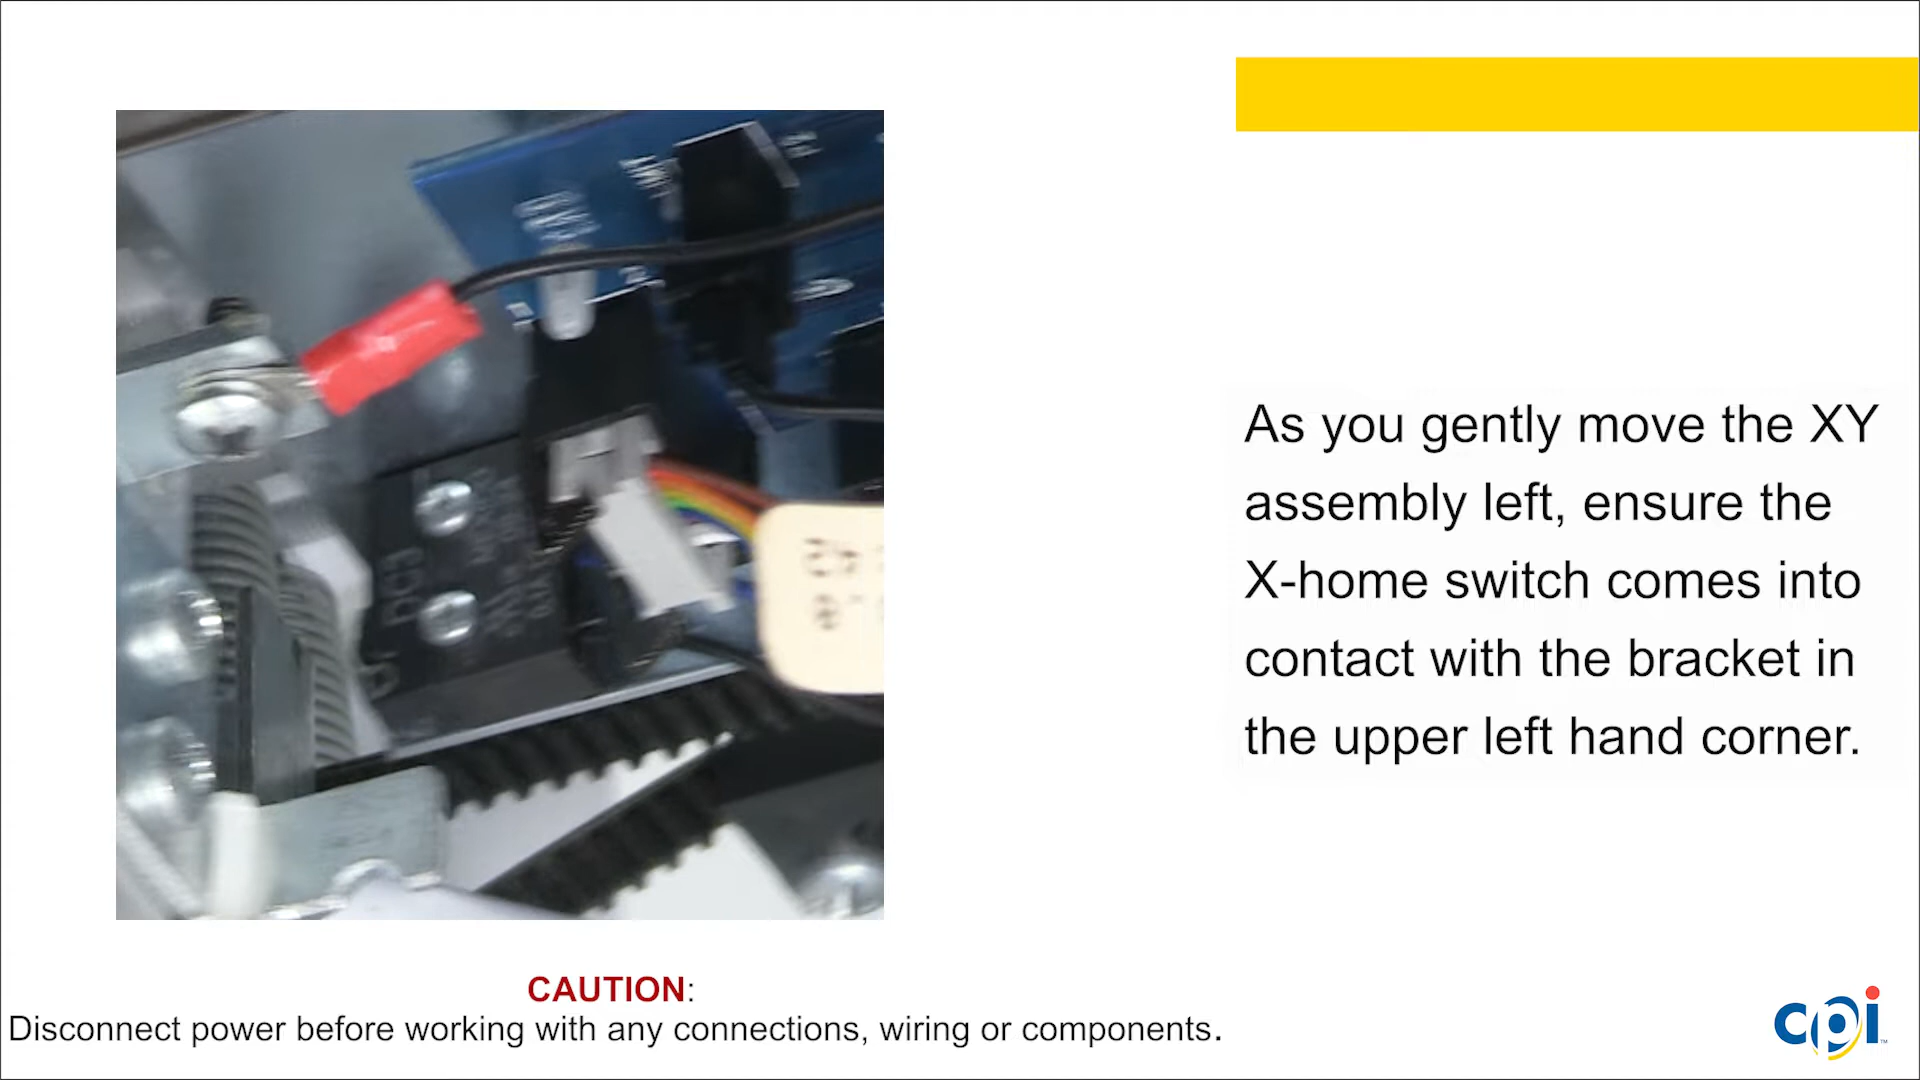 As you gently move the XY
assembly left, ensure the
X-home switch comes into
contact with the bracket in
the upper left hand corner.
CAUTION:
Disconnect power before working with any connections, wiring or components.
cpi™